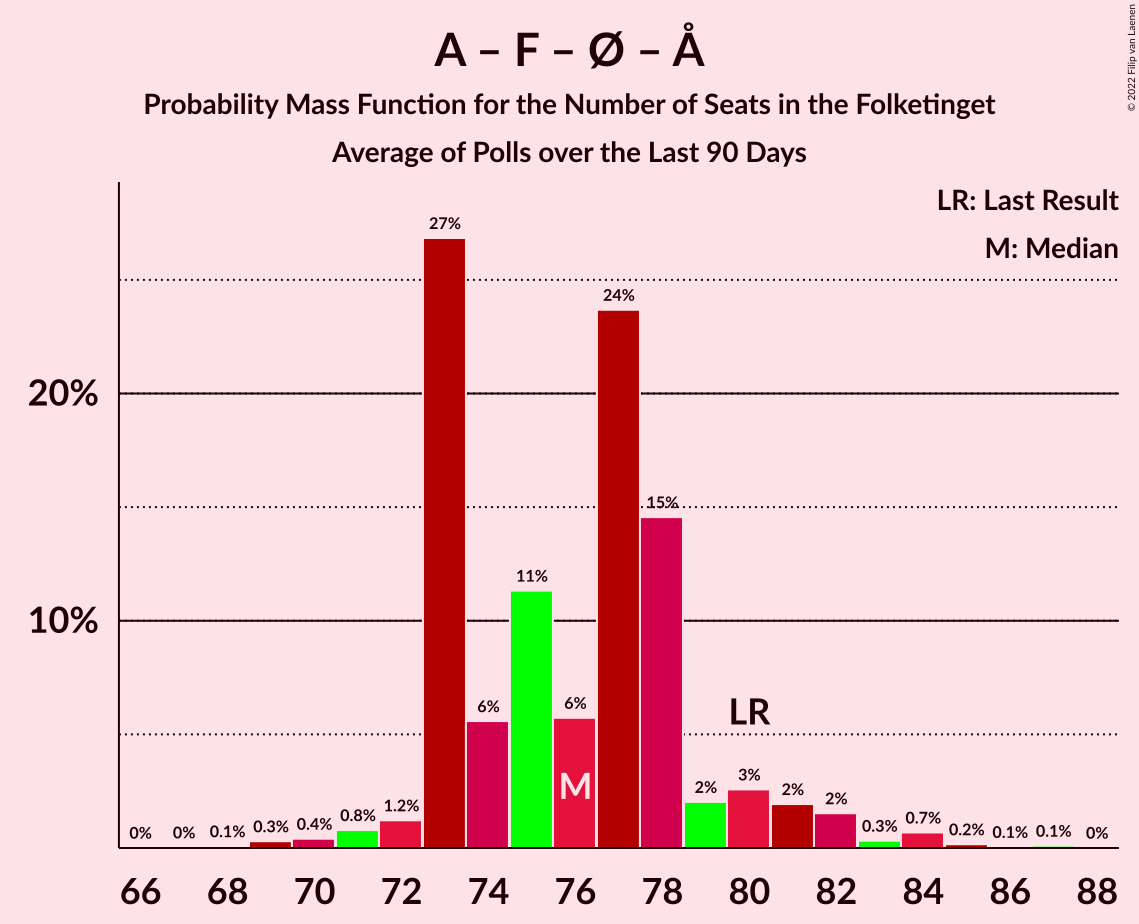 A – F – Ø – Å
Probability Mass Function for the Number of Seats in the Folketinget
Average of Polls over the Last 90 Days
© 2022 Filip van Laenen
LR: Last Result
M: Median
20%
10%
0%
0%
0.1%
0.3%
0.4%
0.8%
1.2%
27%
6%
11%
6%
24%
15%
2%
3%
2%
2%
0.3%
0.7%
0.2%
0.1%
0.1%
0%
M
LR
66 68 70 72 74 76 78 80 82 84 86 88